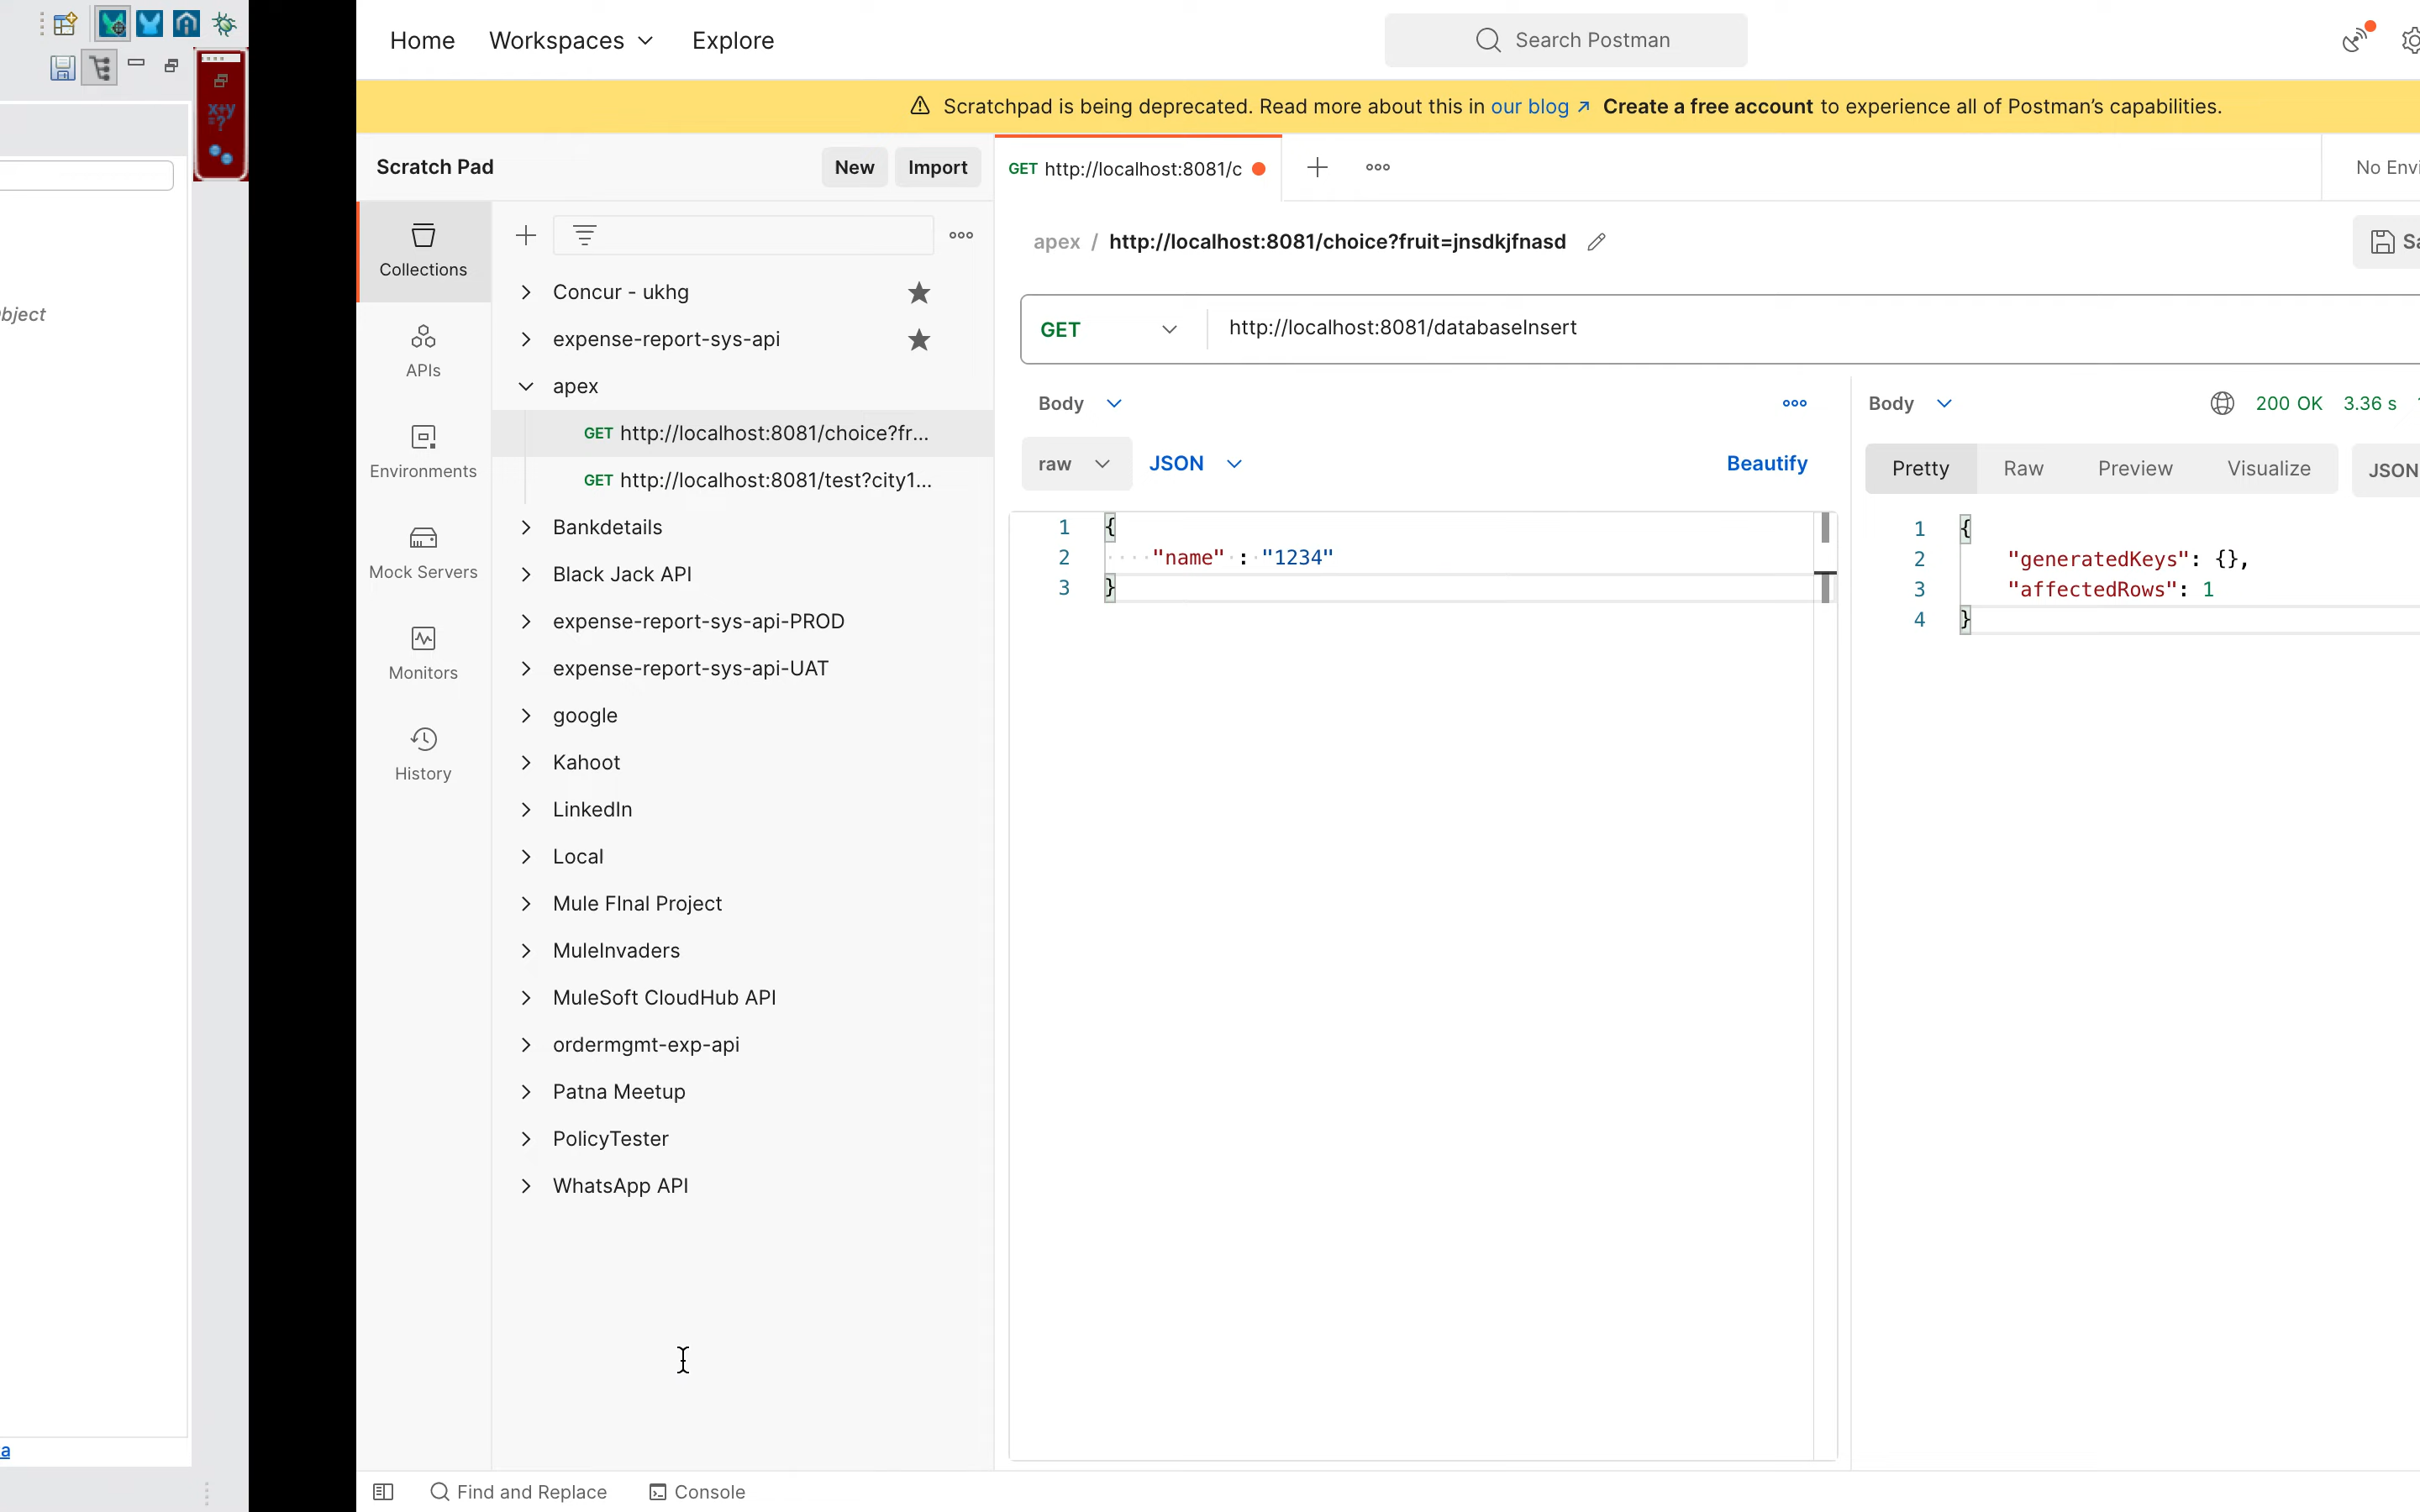 Home Workspaces Explore Search Postman
Scratchpad is being deprecated. Read more about this in our blog ↗ Create a free account to experience all of Postman's capabilities.
Scratch Pad New Import
GET http://localhost:8081/c
No Envi
Collections
APIs
Environments
Mock Servers
Monitors
History
Concur - ukhg
expense-report-sys-api
apex
GET http://localhost:8081/choice?fr...
GET http://localhost:8081/test?city1...
Bankdetails
Black Jack API
expense-report-sys-api-PROD
expense-report-sys-api-UAT
google
Kahoot
LinkedIn
Local
Mule FInal Project
MuleInvaders
MuleSoft CloudHub API
ordermgmt-exp-api
Patna Meetup
PolicyTester
WhatsApp API
apex / http://localhost:8081/choice?fruit=jnsdkjfnasd
Sa
GET http://localhost:8081/databaseInsert
Body
raw JSON Beautify
1 {
2 "name" : "1234"
3 }
Body 200 OK 3.36 s
Pretty Raw Preview Visualize JSON
1 {
2 "generatedKeys": {},
3 "affectedRows": 1
4 }
Find and Replace Console
bject
x+y
=?
a